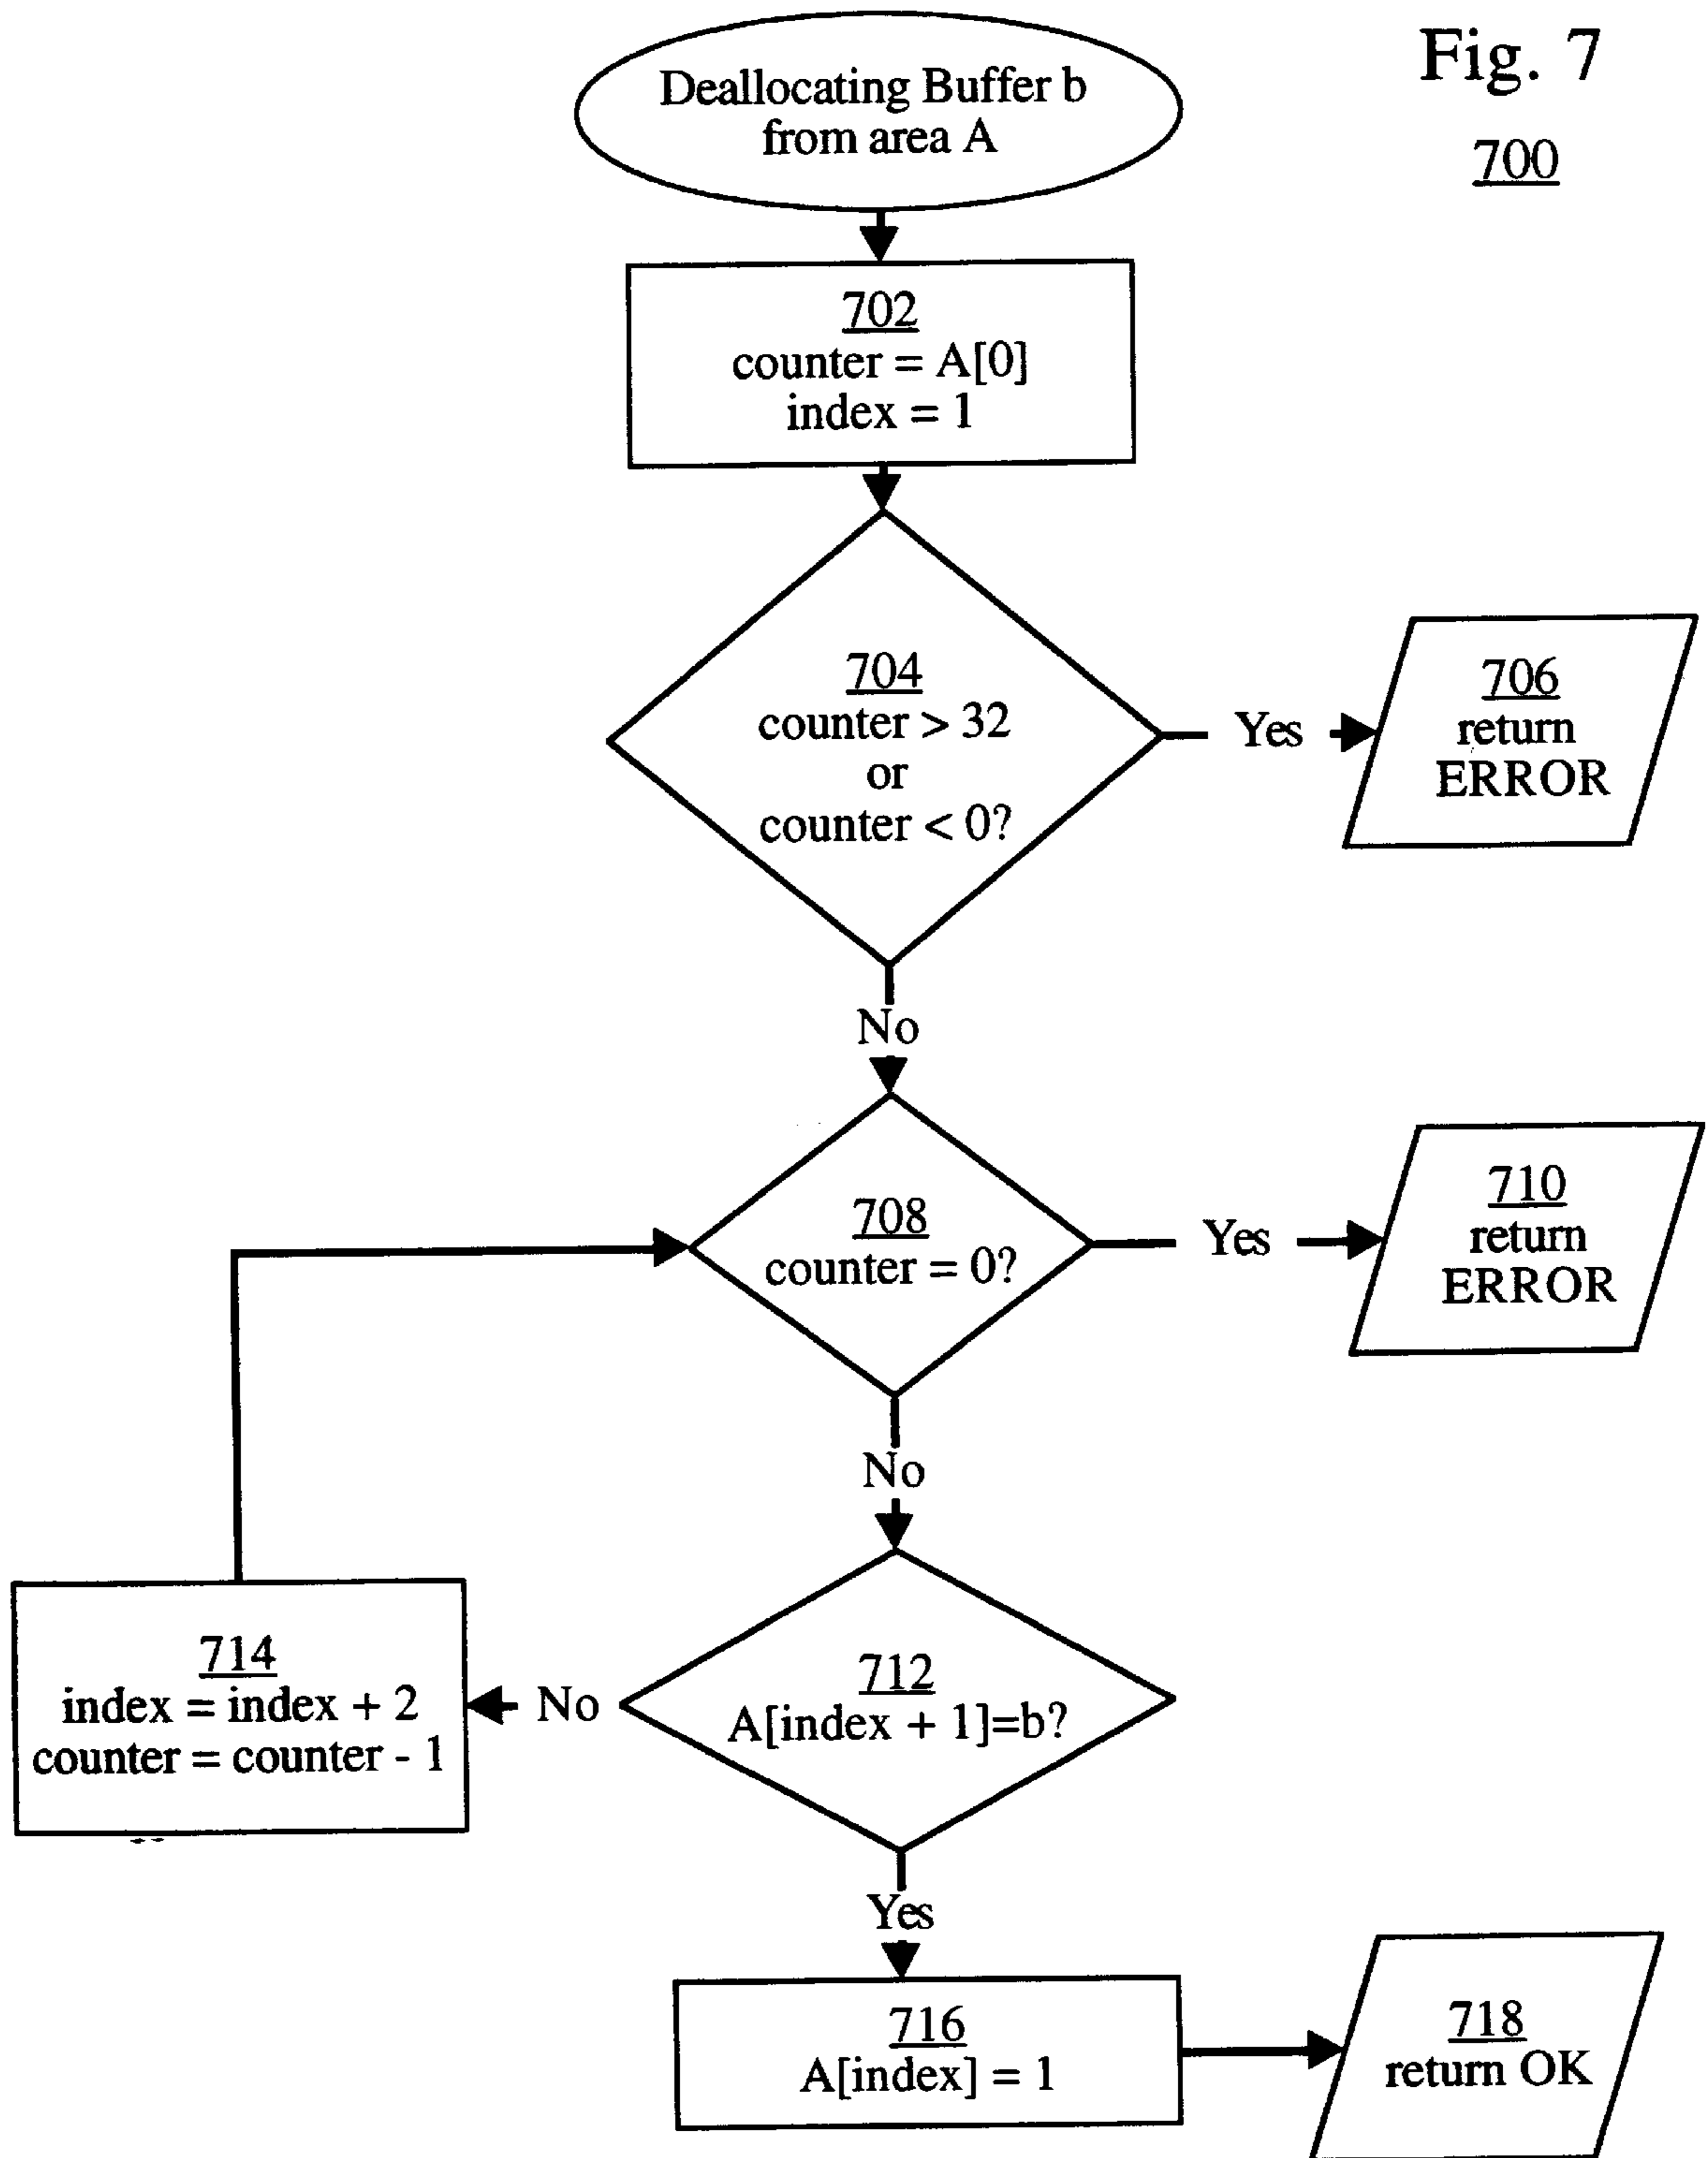 Fig. 7
700
Deallocating Buffer b
from area A
702
counter = A[0]
index = 1
704
counter > 32
or
counter < 0?
Yes
706
return
ERROR
No
708
counter = 0?
Yes
710
return
ERROR
No
712
A[index + 1]=b?
No
714
index = index + 2
counter = counter - 1
Yes
716
A[index] = 1
718
return OK